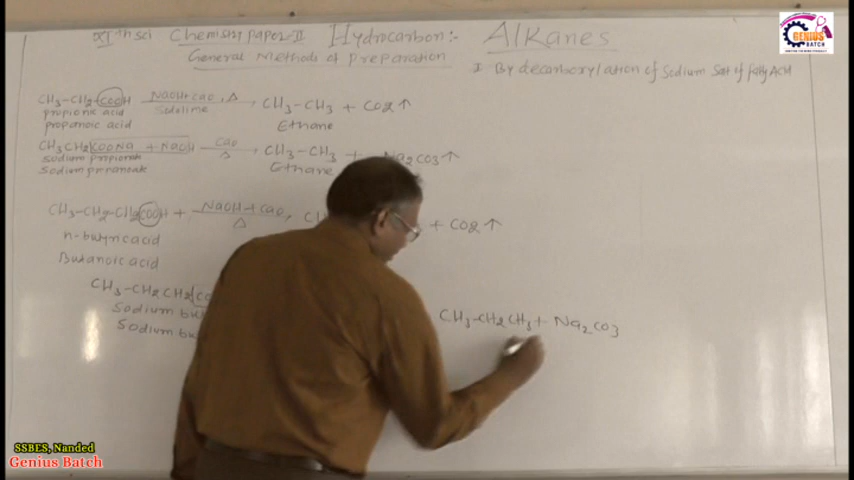 XIth sci Chemistry paper-II Hydrocarbon:- Alkanes
General Methods of Preparation
I By decarboxylation of Sodium Salt of fatty Acid
CH3-CH2-COOH NaOH+CaO, Δ → CH3-CH3 + CO2 ↑
Sodalime
propionic acid
propanoic acid
Ethane
CH3CH2COONa + NaOH CaO Δ → CH3-CH3 + Na2CO3 ↑
sodium propionate
Sodium propanoate
Ethane
CH3-CH2-CH2COOH + NaOH+CaO, Δ + CO2 ↑
n-butyric acid
Butanoic acid
CH3-CH2CH2 CH3-CH2CH3 + Na2CO3
Sodium
Sodium
GENIUS
BATCH
SSBES, Nanded
Genius Batch